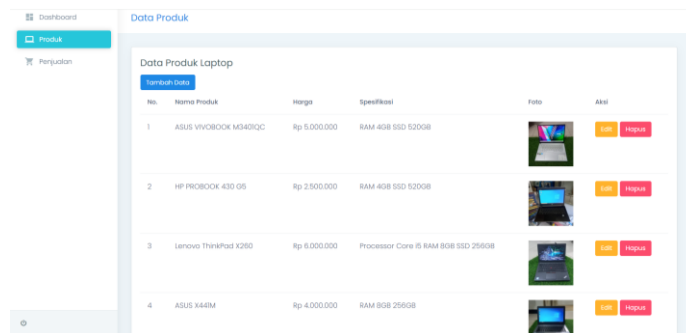 Dashboard
Data Produk
Produk
Penjualan
Data Produk Laptop
Tambah Data
No. Nama Produk Harga Spesifikasi Foto Aksi
1 ASUS VIVOBOOK M3401QC Rp 5.000.000 RAM 4GB SSD 520GB Edit Hapus
2 HP PROBOOK 430 G5 Rp 2.500.000 RAM 4GB SSD 520GB Edit Hapus
3 Lenovo ThinkPad X260 Rp 6.000.000 Processor Core i5 RAM 8GB SSD 256GB Edit Hapus
4 ASUS X441M Rp 4.000.000 RAM 8GB 256GB Edit Hapus